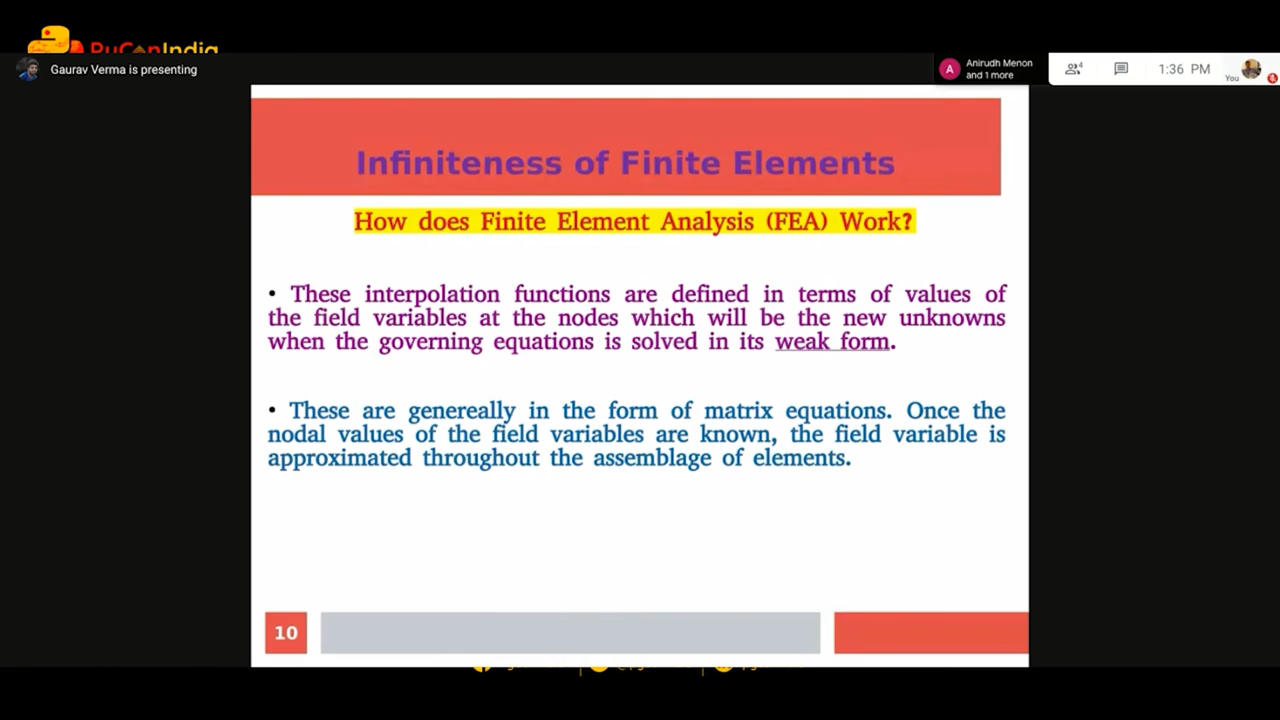 PyConIndia
Gaurav Verma is presenting
A
Anirudh Menon
and 1 more
4
1:36 PM
You
Infiniteness of Finite Elements
How does Finite Element Analysis (FEA) Work?
• These interpolation functions are defined in terms of values of
the field variables at the nodes which will be the new unknowns
when the governing equations is solved in its weak form.
• These are genereally in the form of matrix equations. Once the
nodal values of the field variables are known, the field variable is
approximated throughout the assemblage of elements.
10